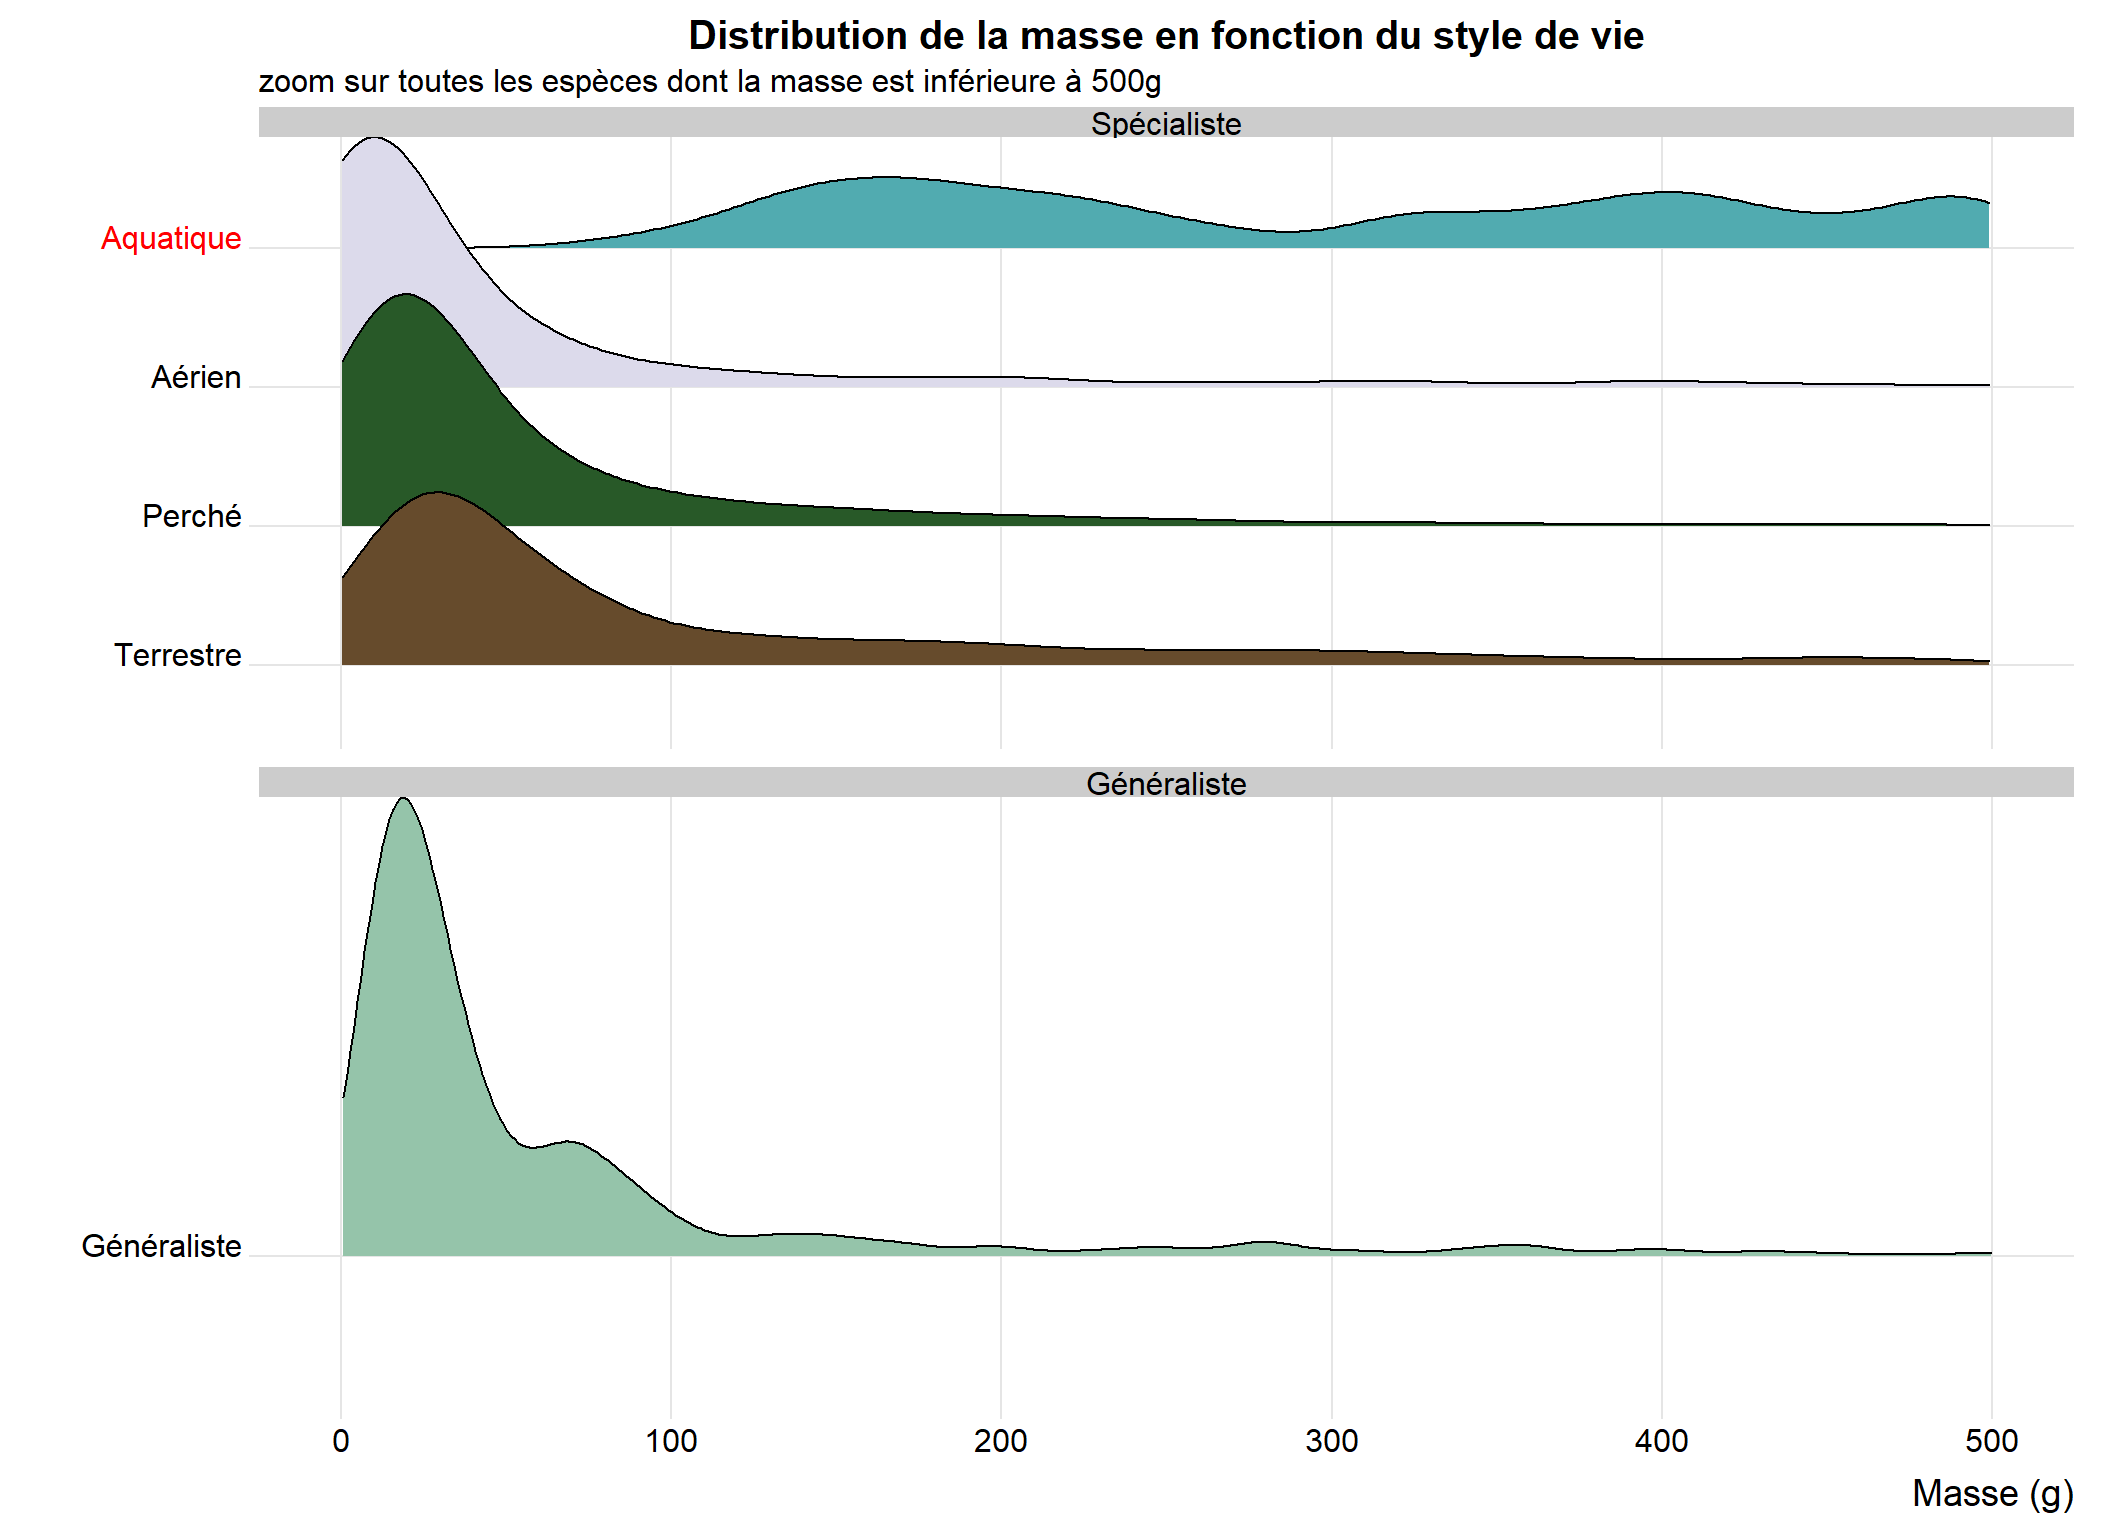 Distribution de la masse en fonction du style de vie
zoom sur toutes les espèces dont la masse est inférieure à 500g
Spécialiste
Aquatique
Aérien
Perché
Terrestre
Généraliste
Généraliste
0 100 200 300 400 500
Masse (g)